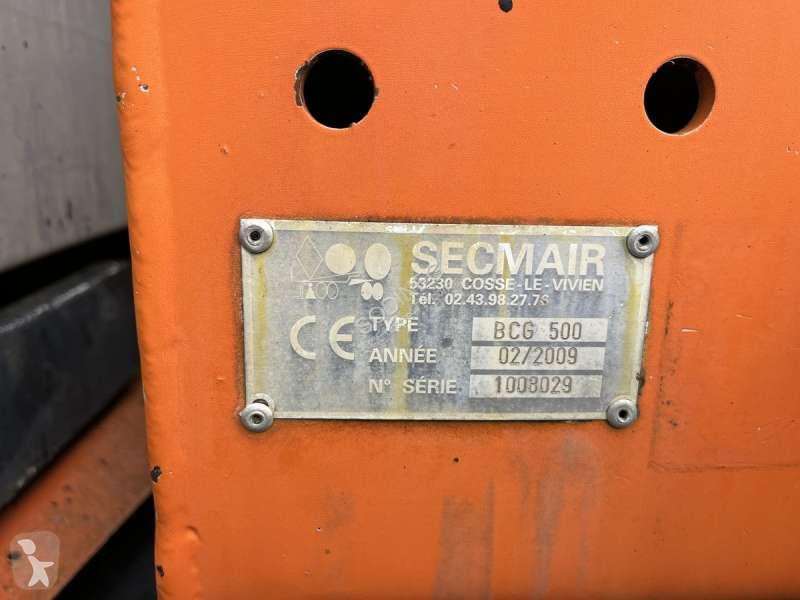 SECMAIR
53230 COSSE-LE-VIVIEN
Tél. 02.43.98.27.76
CE
TYPE BCG 500
ANNÉE 02/2009
N° SÉRIE 1008029